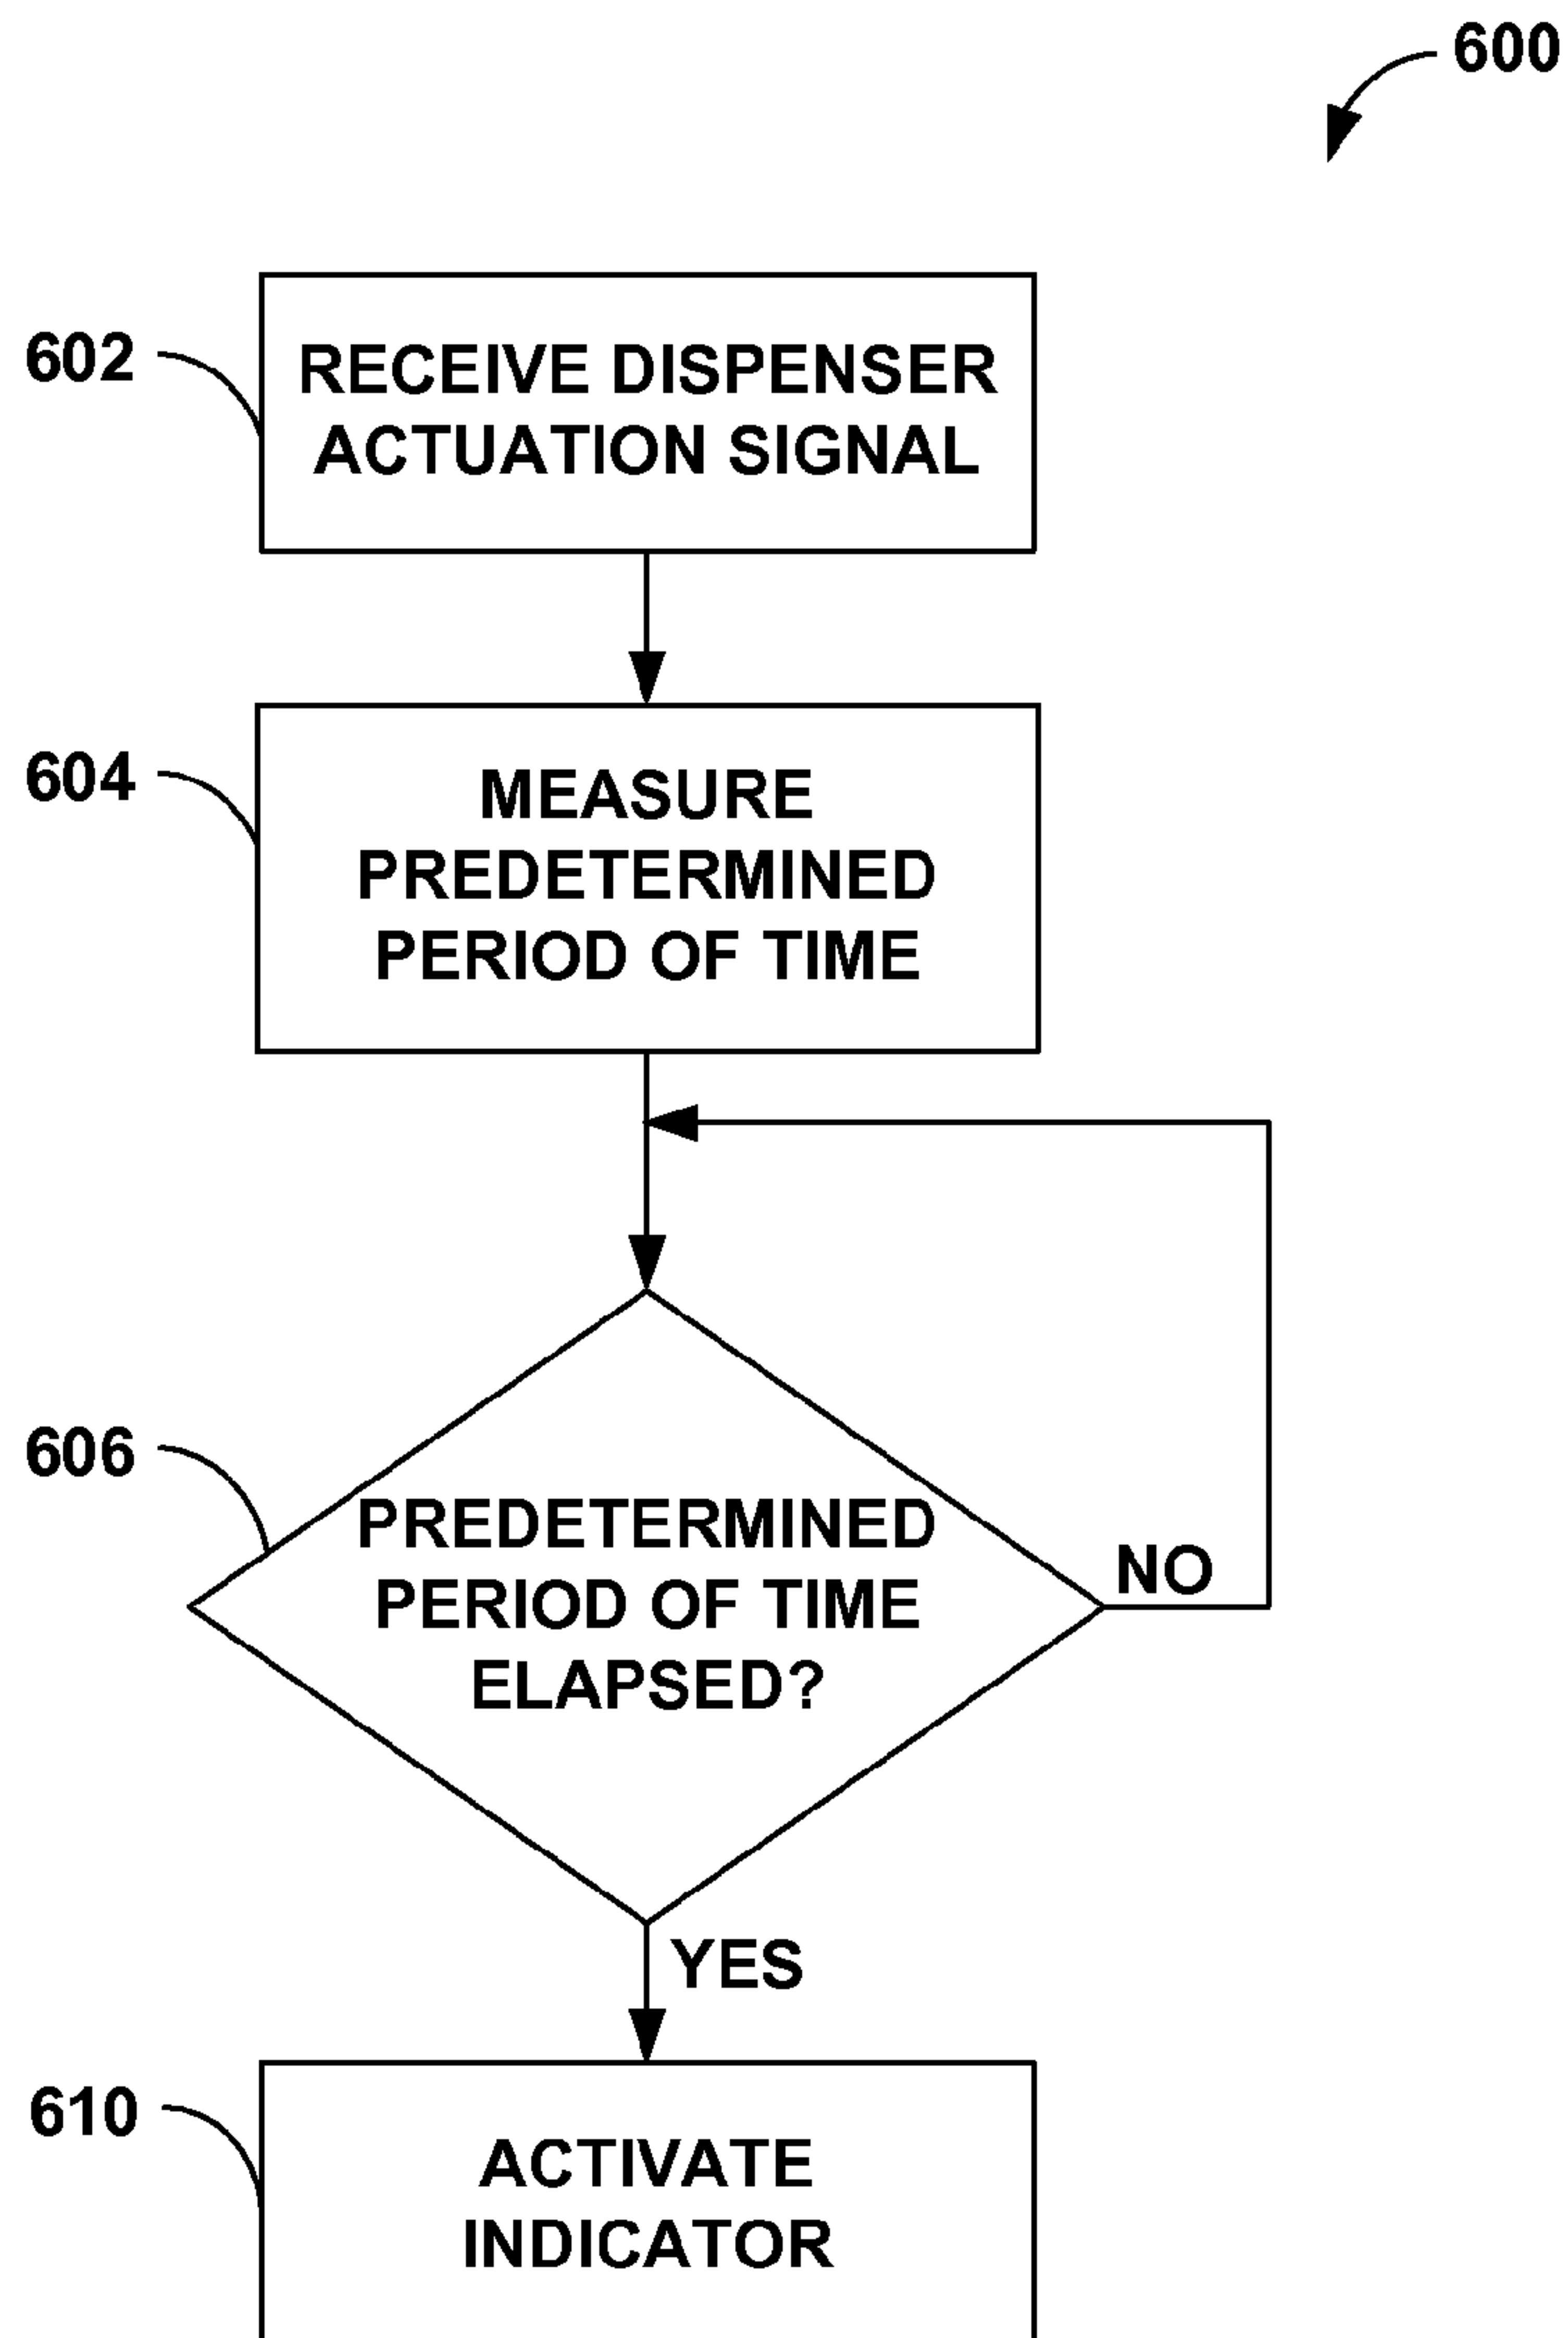 600
602
RECEIVE DISPENSER
ACTUATION SIGNAL
604
MEASURE
PREDETERMINED
PERIOD OF TIME
606
PREDETERMINED
PERIOD OF TIME
ELAPSED?
NO
YES
610
ACTIVATE
INDICATOR